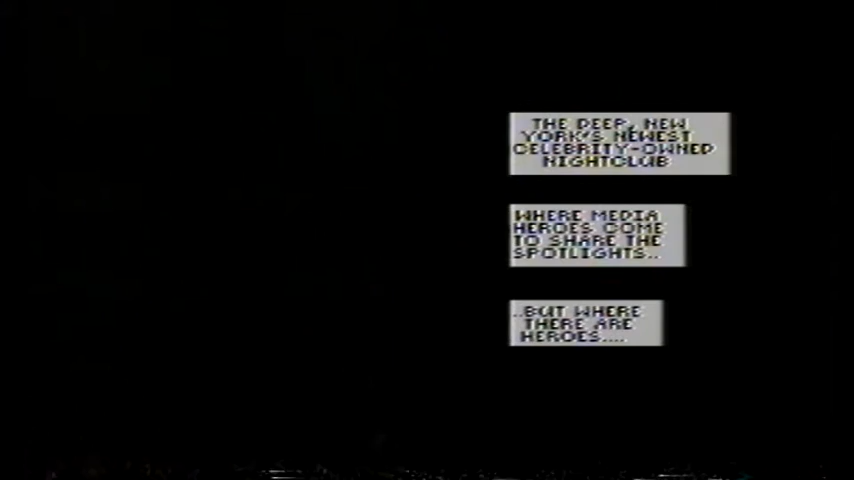 THE DEEP, NEW
YORK'S NEWEST
CELEBRITY-OWNED
NIGHTCLUB
WHERE MEDIA
HEROES COME
TO SHARE THE
SPOTLIGHTS..
..BUT WHERE
THERE ARE
HEROES....